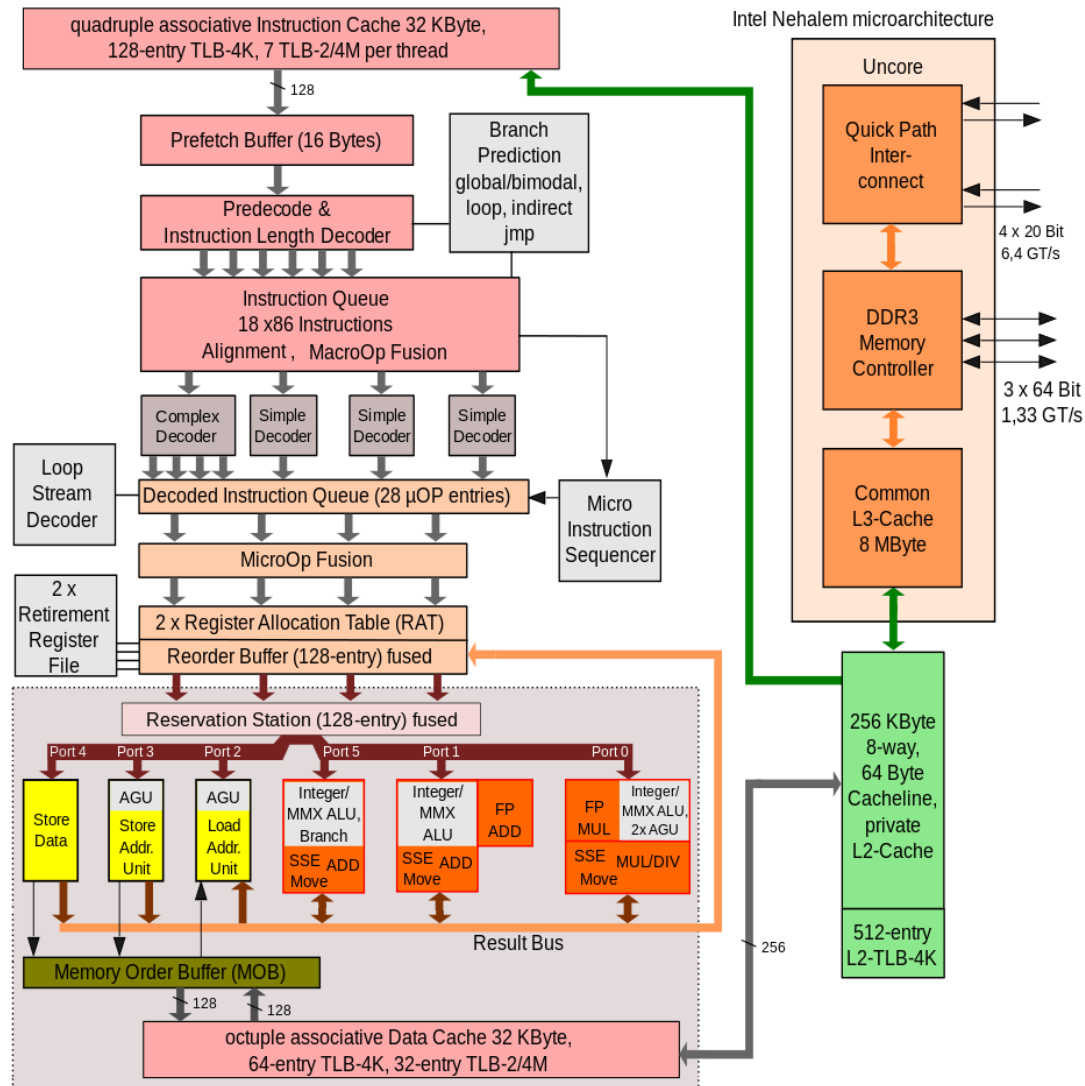 quadruple associative Instruction Cache 32 KByte,
128-entry TLB-4K, 7 TLB-2/4M per thread
128
Prefetch Buffer (16 Bytes)
Predecode &
Instruction Length Decoder
Branch
Prediction
global/bimodal,
loop, indirect
jmp
Instruction Queue
18 x86 Instructions
Alignment , MacroOp Fusion
Complex
Decoder
Simple
Decoder
Simple
Decoder
Simple
Decoder
Loop
Stream
Decoder
Decoded Instruction Queue (28 µOP entries)
Micro
Instruction
Sequencer
MicroOp Fusion
2 x
Retirement
Register
File
2 x Register Allocation Table (RAT)
Reorder Buffer (128-entry) fused
Reservation Station (128-entry) fused
Port 4
Port 3
Port 2
Port 5
Port 1
Port 0
Store
Data
AGU
Store
Addr.
Unit
AGU
Load
Addr.
Unit
Integer/
MMX ALU,
Branch
SSE ADD
Move
Integer/
MMX
ALU
FP
ADD
SSE ADD
Move
FP
MUL
Integer/
MMX ALU,
2x AGU
SSE MUL/DIV
Move
Result Bus
Memory Order Buffer (MOB)
128
128
octuple associative Data Cache 32 KByte,
64-entry TLB-4K, 32-entry TLB-2/4M
256
Intel Nehalem microarchitecture
Uncore
Quick Path
Inter-
connect
4 x 20 Bit
6,4 GT/s
DDR3
Memory
Controller
3 x 64 Bit
1,33 GT/s
Common
L3-Cache
8 MByte
256 KByte
8-way,
64 Byte
Cacheline,
private
L2-Cache
512-entry
L2-TLB-4K